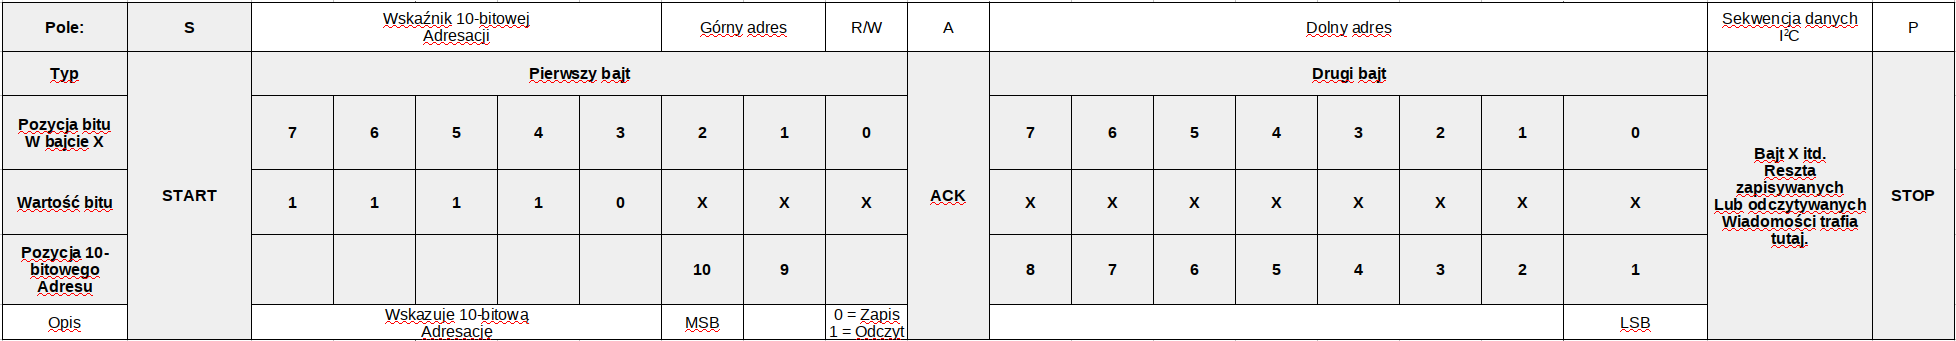 Pole: S Wskaźnik 10-bitowej Adresacji Górny adres R/W A Dolny adres Sekwencja danych I²C P
Typ START Pierwszy bajt ACK Drugi bajt Bajt X itd. Reszta zapisywanych Lub odczytywanych Wiadomości trafia tutaj. STOP
Pozycja bitu W bajcie X 7 6 5 4 3 2 1 0 7 6 5 4 3 2 1 0
Wartość bitu 1 1 1 1 0 X X X X X X X X X X X
Pozycja 10-bitowego Adresu 10 9 8 7 6 5 4 3 2 1
Opis Wskazuje 10-bitową Adresację MSB 0 = Zapis 1 = Odczyt LSB